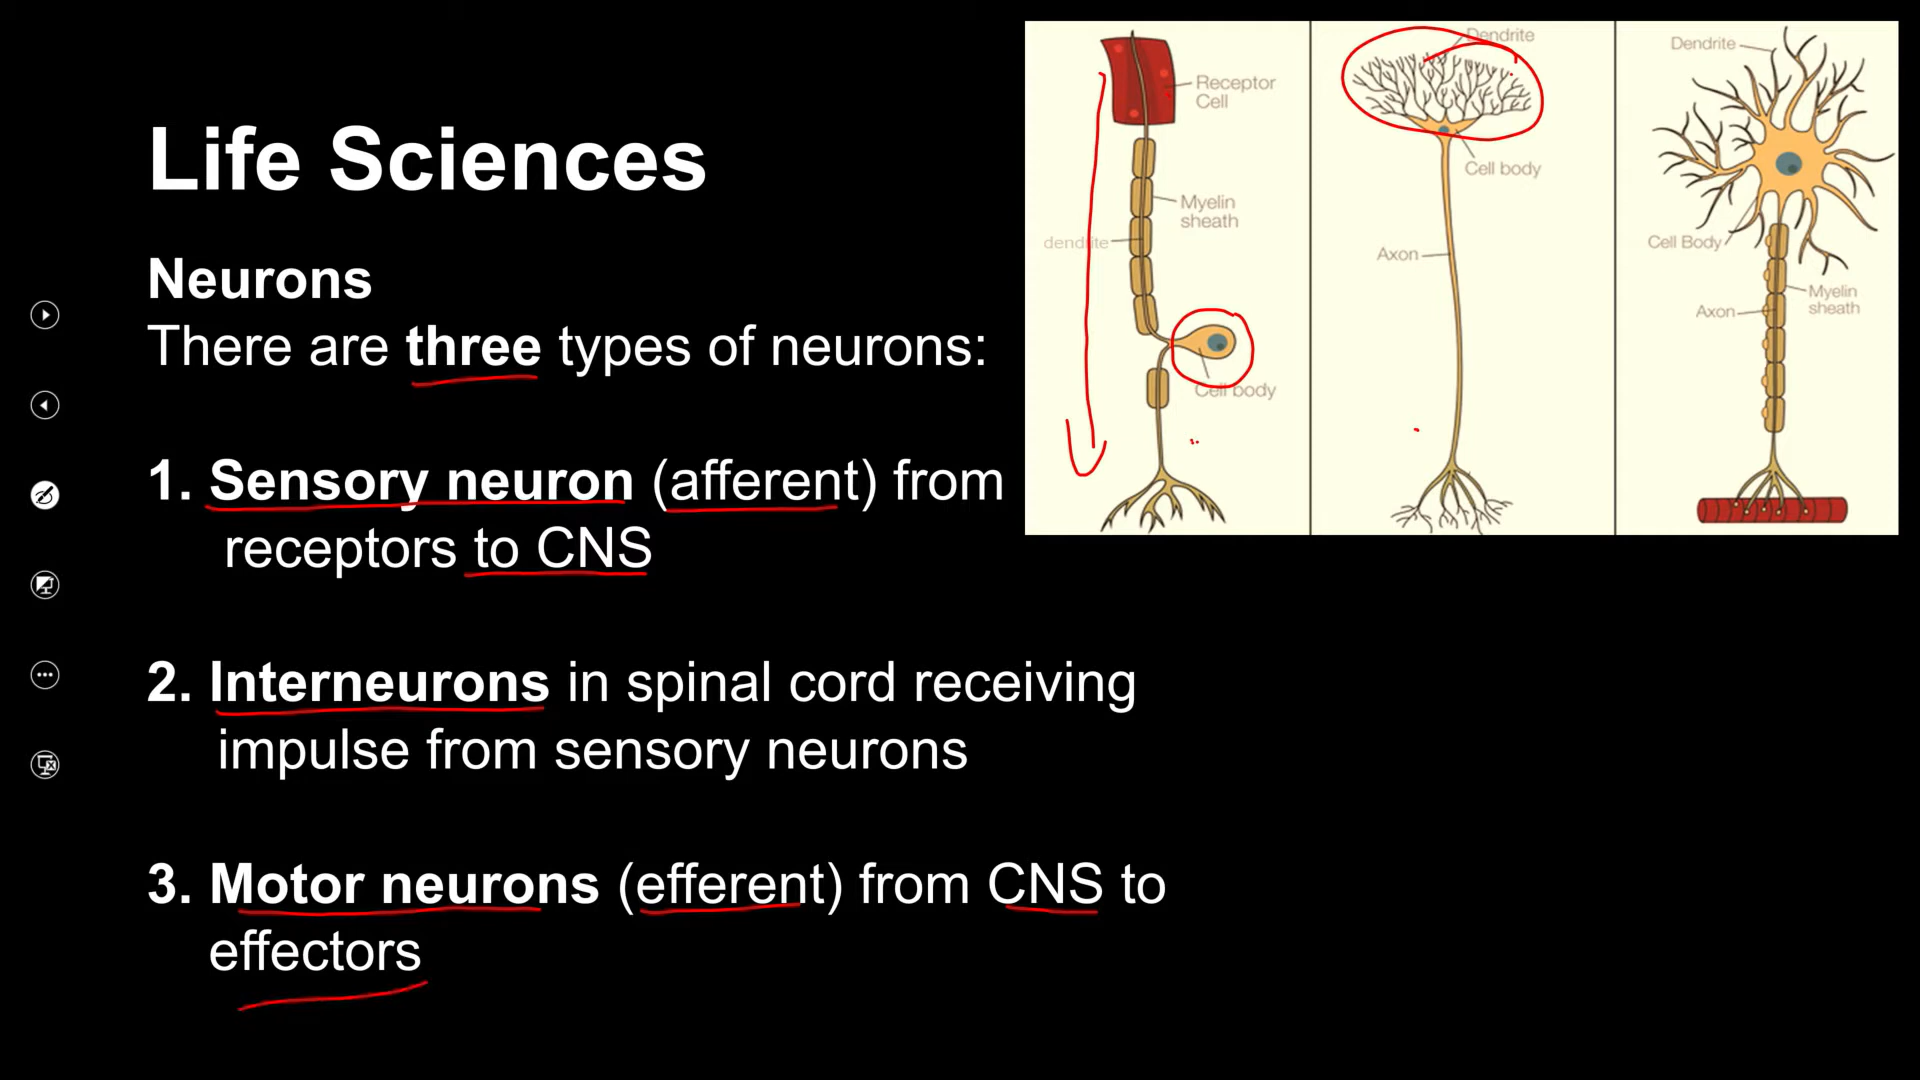 Life Sciences
Neurons
There are three types of neurons:
1. Sensory neuron (afferent) from
receptors to CNS
2. Interneurons in spinal cord receiving
impulse from sensory neurons
3. Motor neurons (efferent) from CNS to
effectors
Receptor
Cell
Myelin
sheath
dendrite
Cell body
Dendrite
Cell body
Axon
Dendrite
Cell Body
Myelin
sheath
Axon